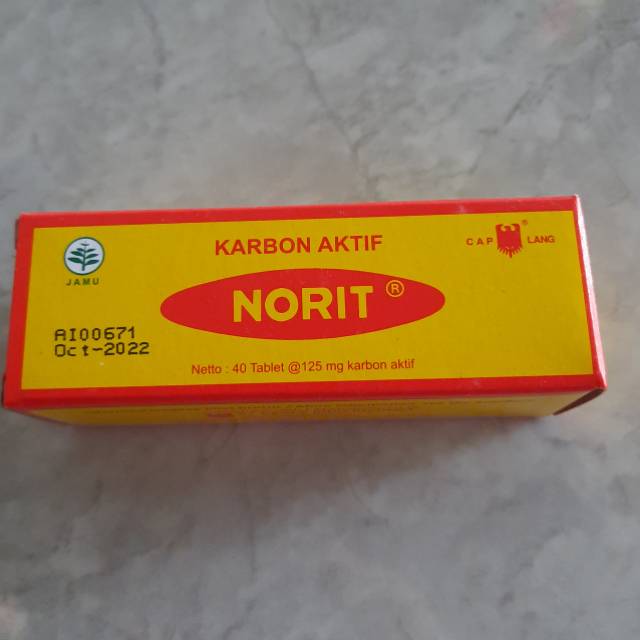 KARBON AKTIF
CAP LANG ®
JAMU
NORIT ®
AI00671
Oct-2022
Netto : 40 Tablet @125 mg karbon aktif